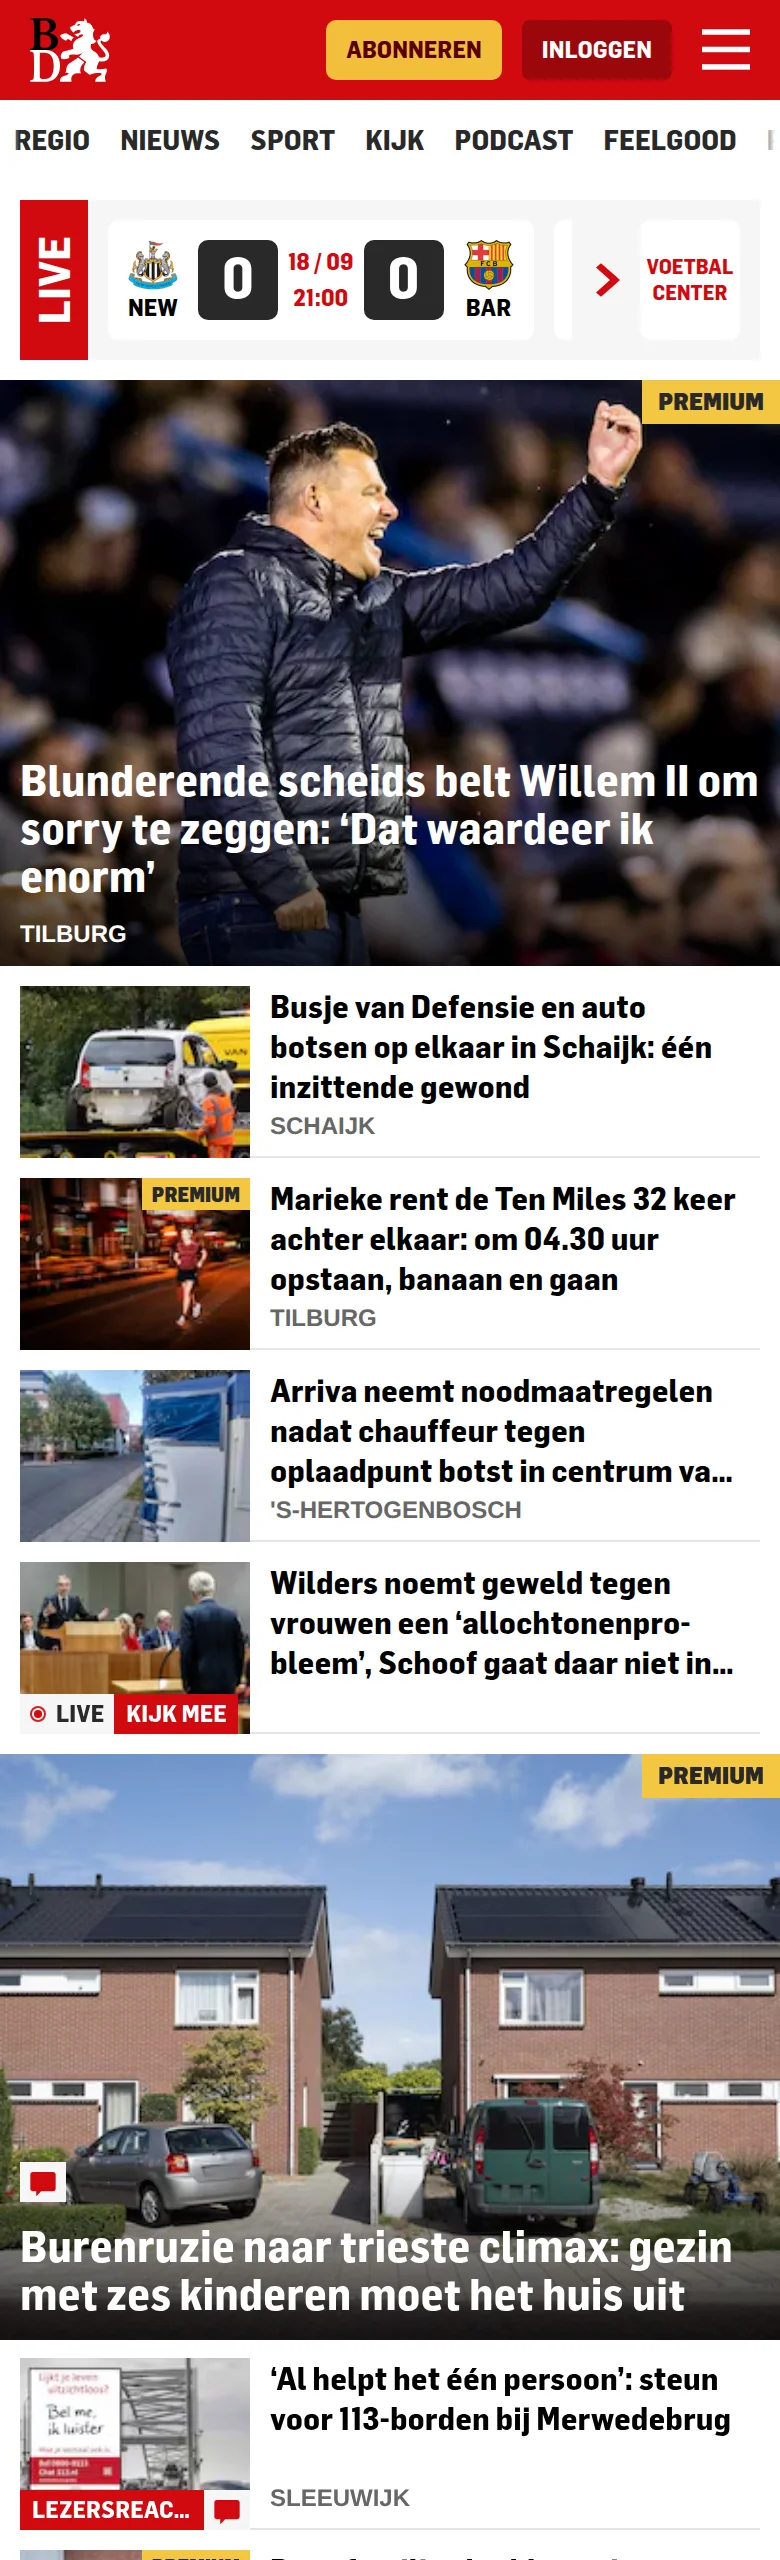 BD
ABONNEREN INLOGGEN
REGIO NIEUWS SPORT KIJK PODCAST FEELGOOD
LIVE
NEW
0
18 / 09
21:00
0
BAR
VOETBAL
CENTER
PREMIUM
Blunderende scheids belt Willem II om
sorry te zeggen: ‘Dat waardeer ik
enorm’
TILBURG
Busje van Defensie en auto
botsen op elkaar in Schaijk: één
inzittende gewond
SCHAIJK
PREMIUM
Marieke rent de Ten Miles 32 keer
achter elkaar: om 04.30 uur
opstaan, banaan en gaan
TILBURG
Arriva neemt noodmaatregelen
nadat chauffeur tegen
oplaadpunt botst in centrum va...
'S-HERTOGENBOSCH
Wilders noemt geweld tegen
vrouwen een ‘allochtonenpro-
bleem’, Schoof gaat daar niet in...
LIVE KIJK MEE
PREMIUM
Burenruzie naar trieste climax: gezin
met zes kinderen moet het huis uit
Lijkt je leven
uitzichtloos?
Bel me,
ik luister
LEZERSREAC...
‘Al helpt het één persoon’: steun
voor 113-borden bij Merwedebrug
SLEEUWIJK
PREMIUM